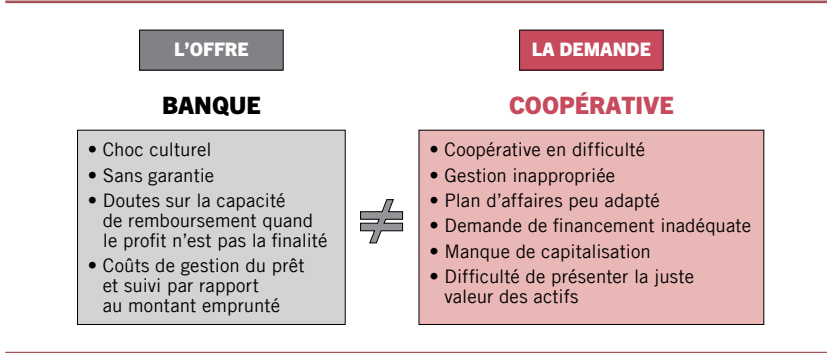 L'OFFRE
BANQUE
• Choc culturel
• Sans garantie
• Doutes sur la capacité
de remboursement quand
le profit n'est pas la finalité
• Coûts de gestion du prêt
et suivi par rapport
au montant emprunté
≠
LA DEMANDE
COOPÉRATIVE
• Coopérative en difficulté
• Gestion inappropriée
• Plan d'affaires peu adapté
• Demande de financement inadéquate
• Manque de capitalisation
• Difficulté de présenter la juste
valeur des actifs